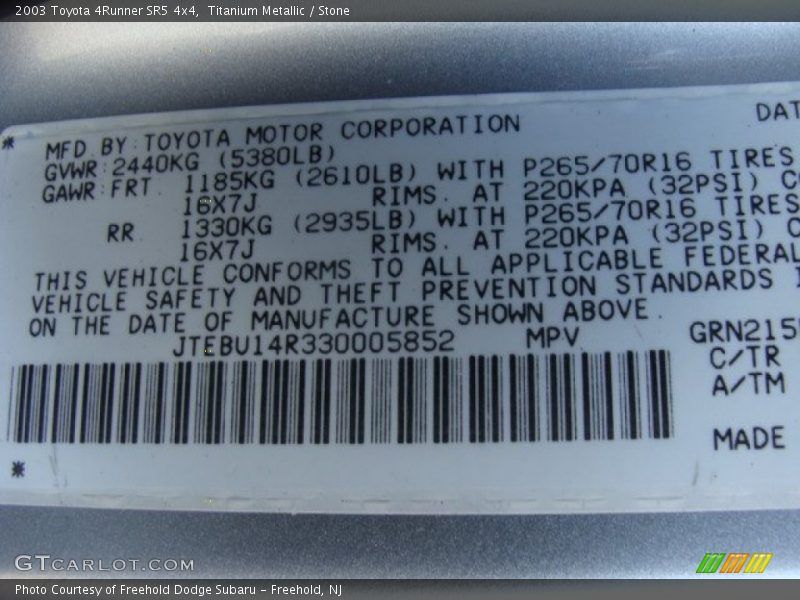 2003 Toyota 4Runner SR5 4x4, Titanium Metallic / Stone
DAT
* MFD BY:TOYOTA MOTOR CORPORATION
GVWR:2440KG (5380LB)
GAWR:FRT. 1185KG (2610LB) WITH P265/70R16 TIRES
16X7J RIMS. AT 220KPA (32PSI) C
RR. 1330KG (2935LB) WITH P265/70R16 TIRES
16X7J RIMS. AT 220KPA (32PSI) C
THIS VEHICLE CONFORMS TO ALL APPLICABLE FEDERAL
VEHICLE SAFETY AND THEFT PREVENTION STANDARDS I
ON THE DATE OF MANUFACTURE SHOWN ABOVE.
JTEBU14R330005852 MPV GRN215
C/TR
A/TM
MADE
*
GTCARLOT.COM
Photo Courtesy of Freehold Dodge Subaru - Freehold, NJ